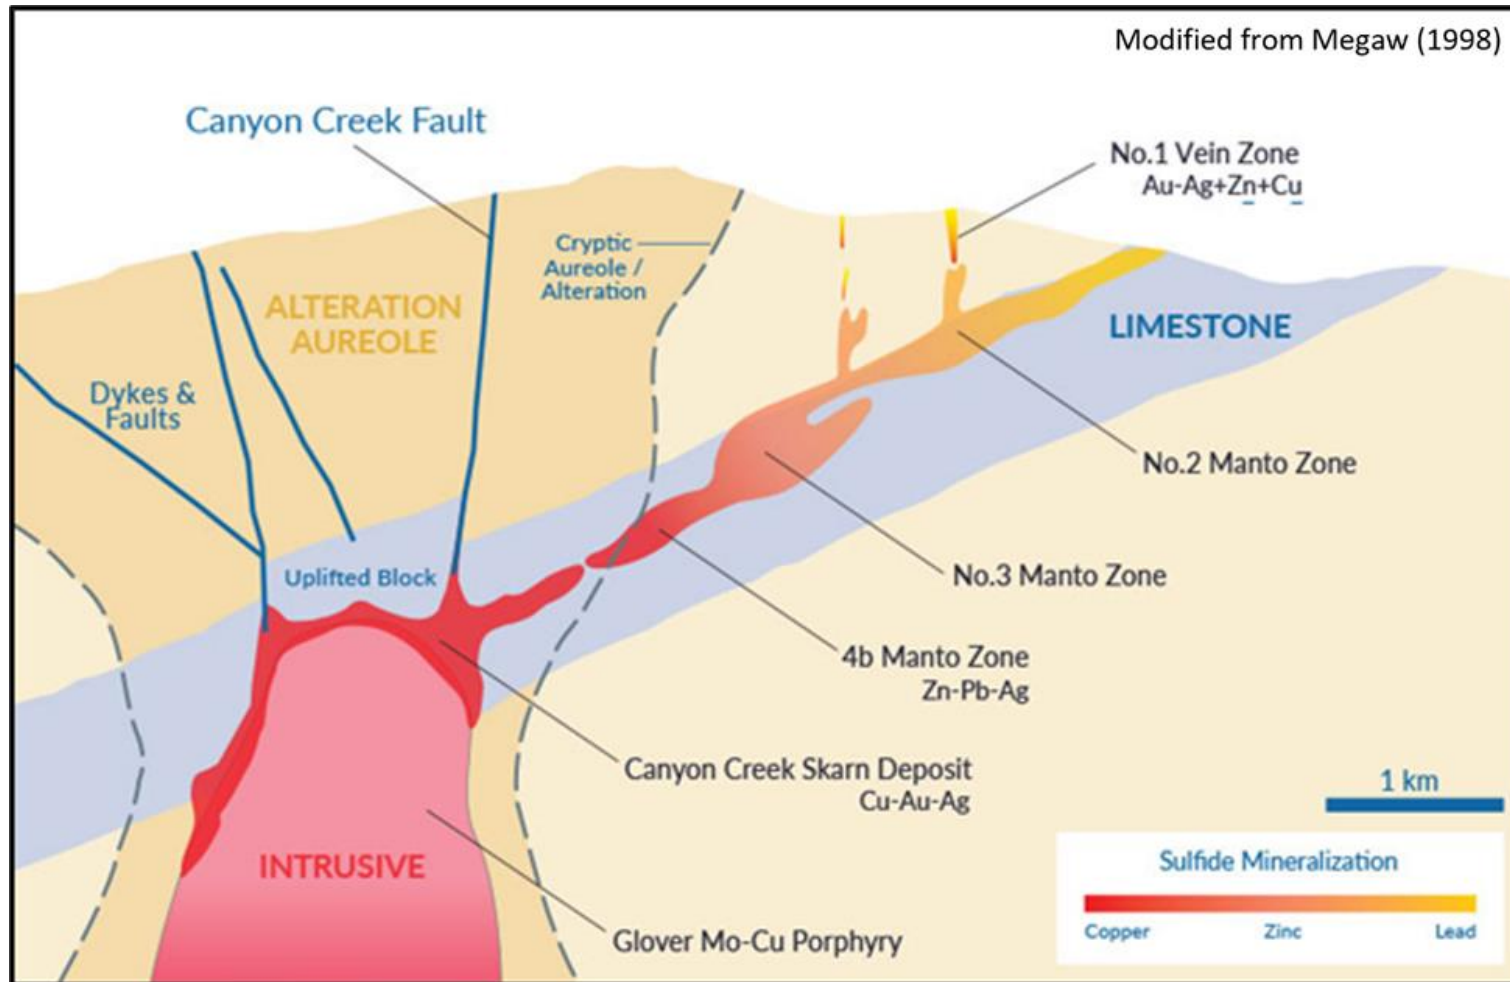 Modified from Megaw (1998)
Canyon Creek Fault
No.1 Vein Zone
Au-Ag+Zn+Cu
Cryptic
Aureole /
Alteration
ALTERATION
AUREOLE
LIMESTONE
Dykes &
Faults
No.2 Manto Zone
Uplifted Block
No.3 Manto Zone
4b Manto Zone
Zn-Pb-Ag
Canyon Creek Skarn Deposit
Cu-Au-Ag
1 km
INTRUSIVE
Glover Mo-Cu Porphyry
Sulfide Mineralization
Copper Zinc Lead